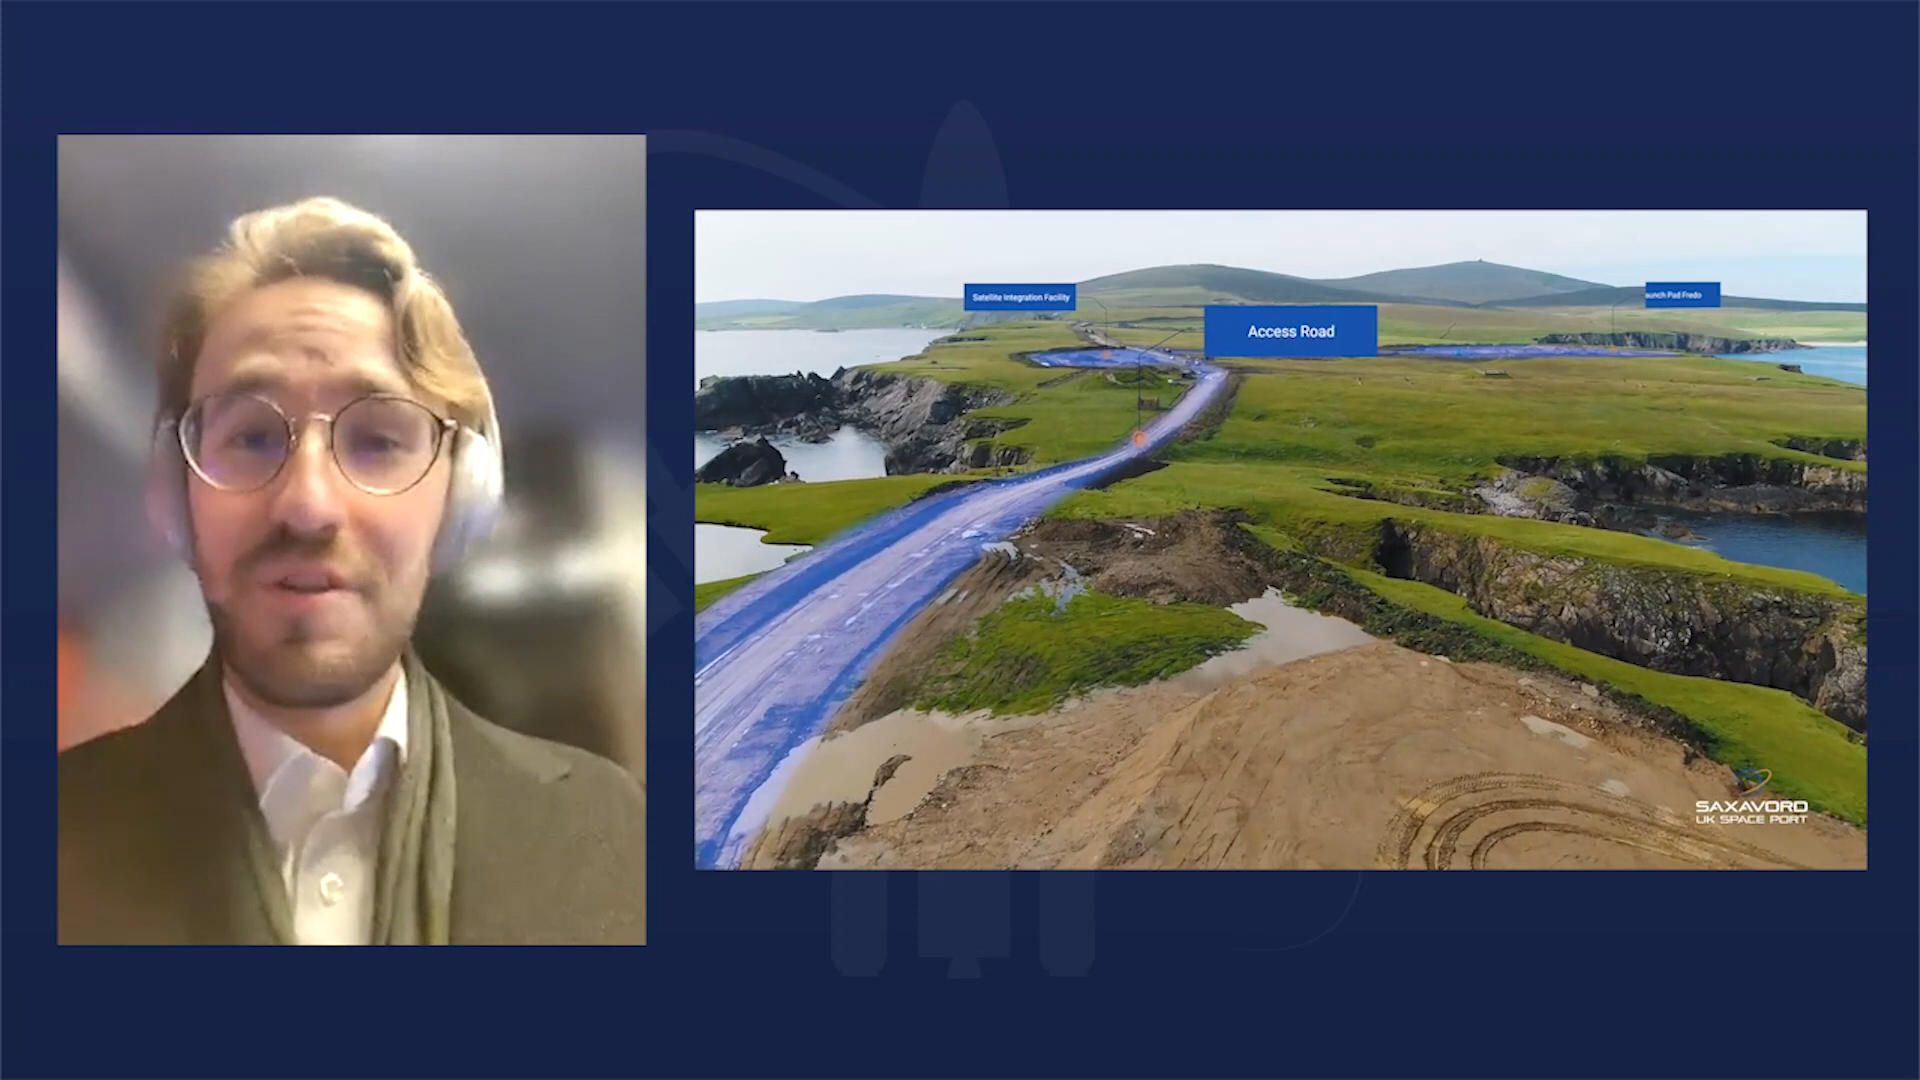 Satellite Integration Facility
Access Road
aunch Pad Fredo
SAXAVORD
UK SPACE PORT